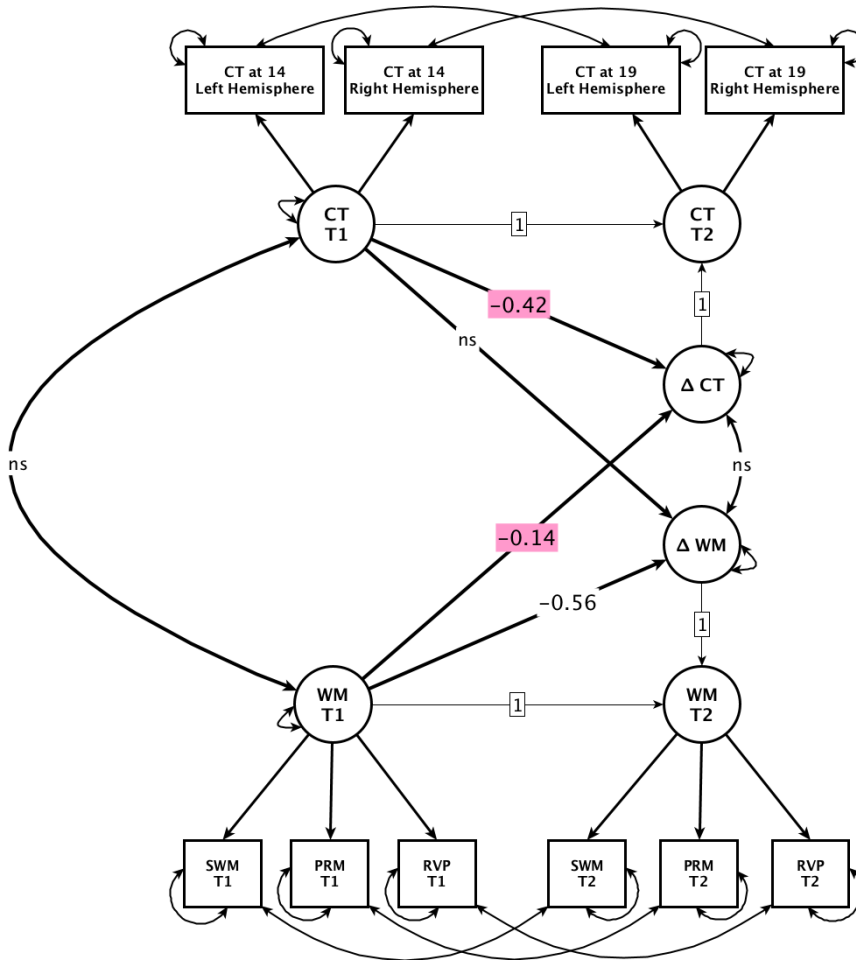 CT at 14
Left Hemisphere
CT at 14
Right Hemisphere
CT at 19
Left Hemisphere
CT at 19
Right Hemisphere
CT
T1
1
CT
T2
−0.42
1
ns
Δ CT
ns
ns
−0.14
Δ WM
−0.56
1
WM
T1
1
WM
T2
SWM
T1
PRM
T1
RVP
T1
SWM
T2
PRM
T2
RVP
T2